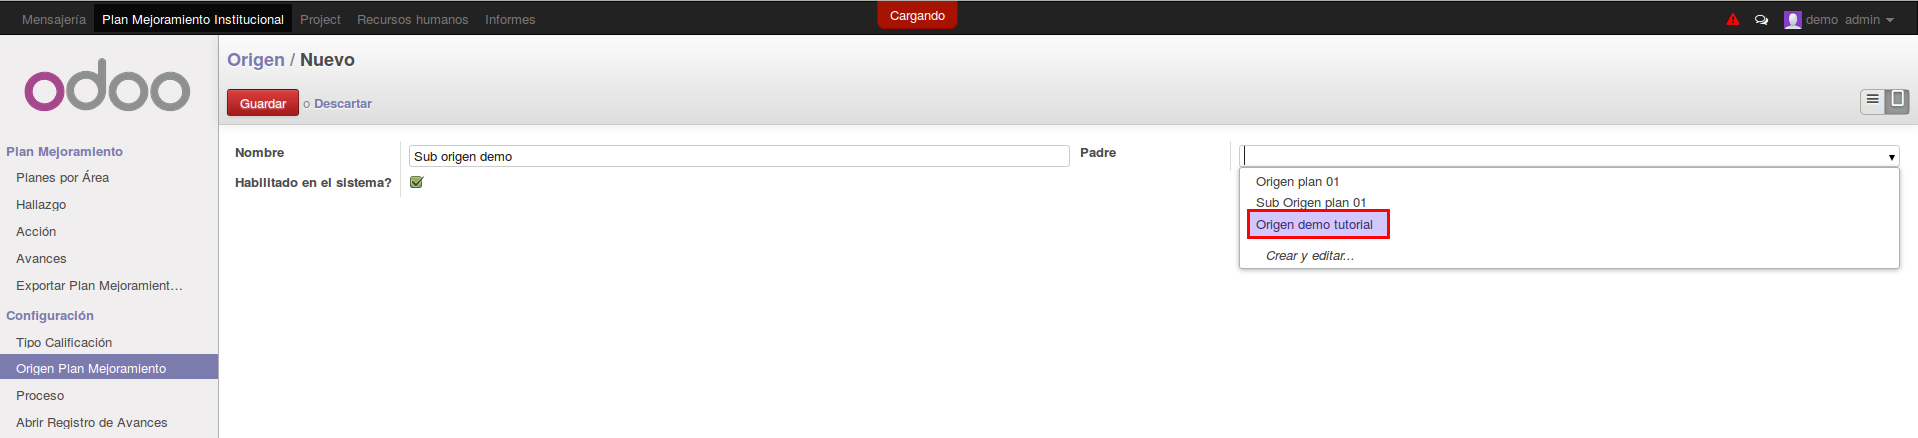 Mensajería Plan Mejoramiento Institucional Project Recursos humanos Informes Cargando demo admin
odoo
Origen / Nuevo
Guardar o Descartar
Plan Mejoramiento
Planes por Área
Hallazgo
Acción
Avances
Exportar Plan Mejoramient…
Configuración
Tipo Calificación
Origen Plan Mejoramiento
Proceso
Abrir Registro de Avances
Nombre Sub origen demo Padre
Habilitado en el sistema?
Origen plan 01
Sub Origen plan 01
Origen demo tutorial
Crear y editar...